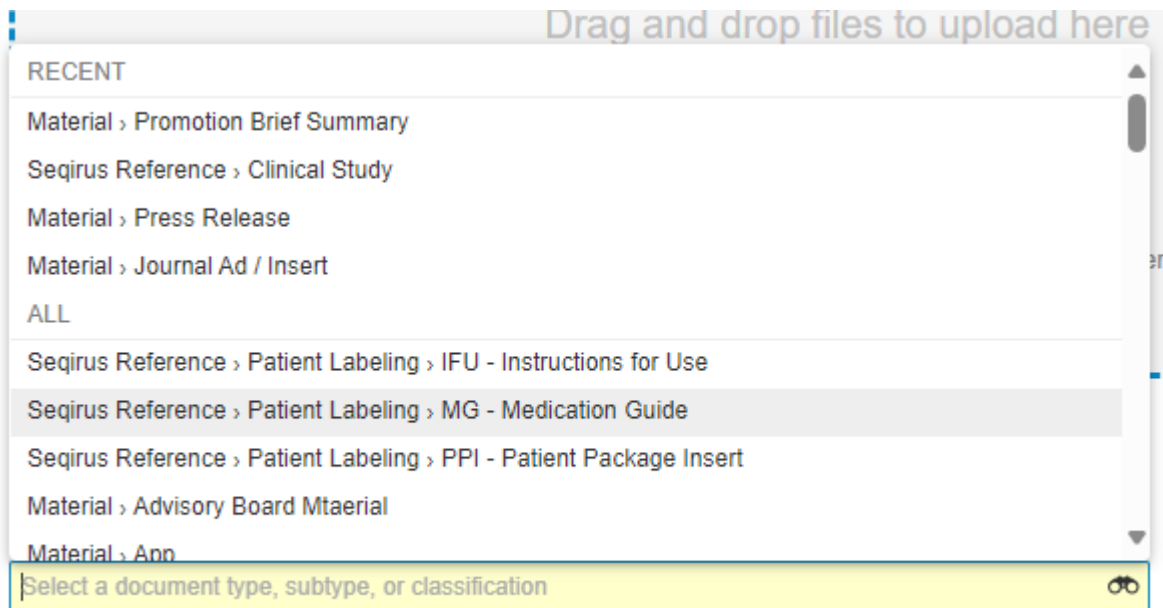 Drag and drop files to upload here
RECENT
Material › Promotion Brief Summary
Seqirus Reference › Clinical Study
Material › Press Release
Material › Journal Ad / Insert
ALL
Seqirus Reference › Patient Labeling › IFU - Instructions for Use
Seqirus Reference › Patient Labeling › MG - Medication Guide
Seqirus Reference › Patient Labeling › PPI - Patient Package Insert
Material › Advisory Board Mtaerial
Material › App
Select a document type, subtype, or classification